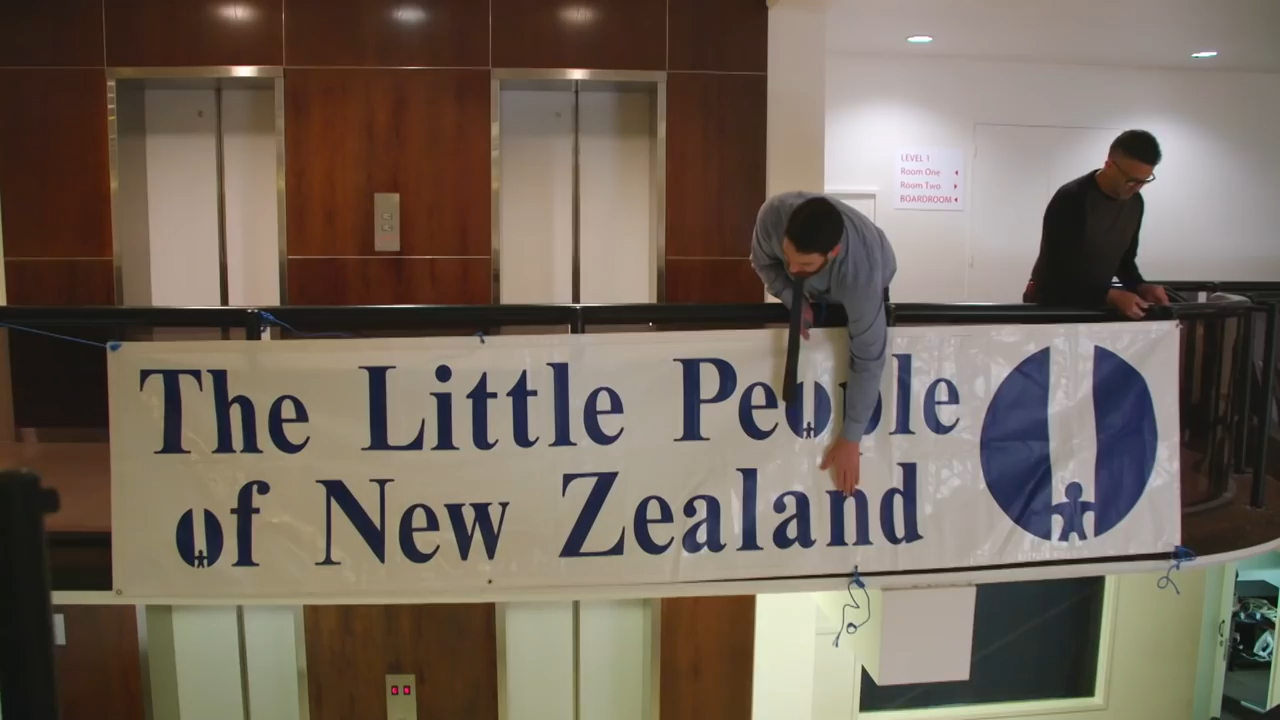 LEVEL 1
Room One
Room Two
BOARDROOM
The Little People
of New Zealand